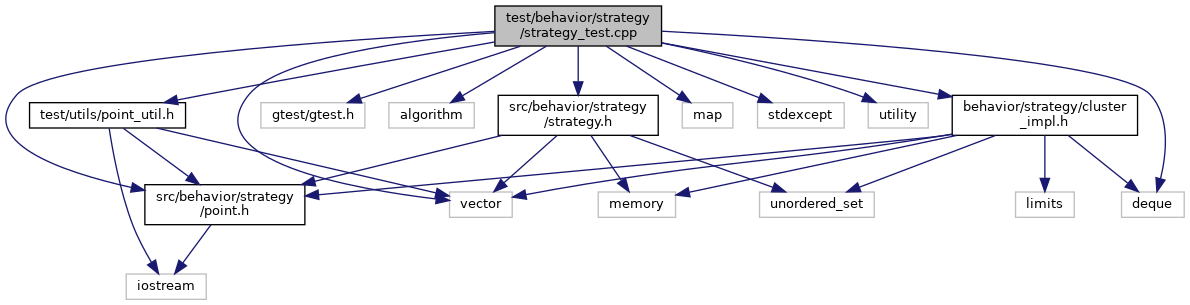 test/behavior/strategy
/strategy_test.cpp
test/utils/point_util.h
gtest/gtest.h
algorithm
src/behavior/strategy
/strategy.h
map
stdexcept
utility
behavior/strategy/cluster
_impl.h
src/behavior/strategy
/point.h
vector
memory
unordered_set
limits
deque
iostream